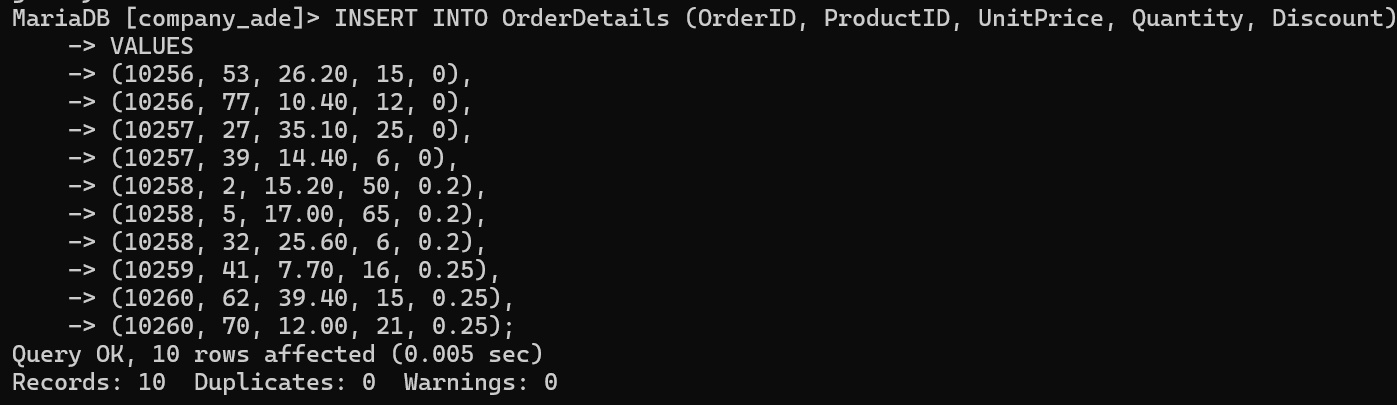 MariaDB [company_ade]> INSERT INTO OrderDetails (OrderID, ProductID, UnitPrice, Quantity, Discount)
    -> VALUES
    -> (10256, 53, 26.20, 15, 0),
    -> (10256, 77, 10.40, 12, 0),
    -> (10257, 27, 35.10, 25, 0),
    -> (10257, 39, 14.40, 6, 0),
    -> (10258, 2, 15.20, 50, 0.2),
    -> (10258, 5, 17.00, 65, 0.2),
    -> (10258, 32, 25.60, 6, 0.2),
    -> (10259, 41, 7.70, 16, 0.25),
    -> (10260, 62, 39.40, 15, 0.25),
    -> (10260, 70, 12.00, 21, 0.25);
Query OK, 10 rows affected (0.005 sec)
Records: 10  Duplicates: 0  Warnings: 0